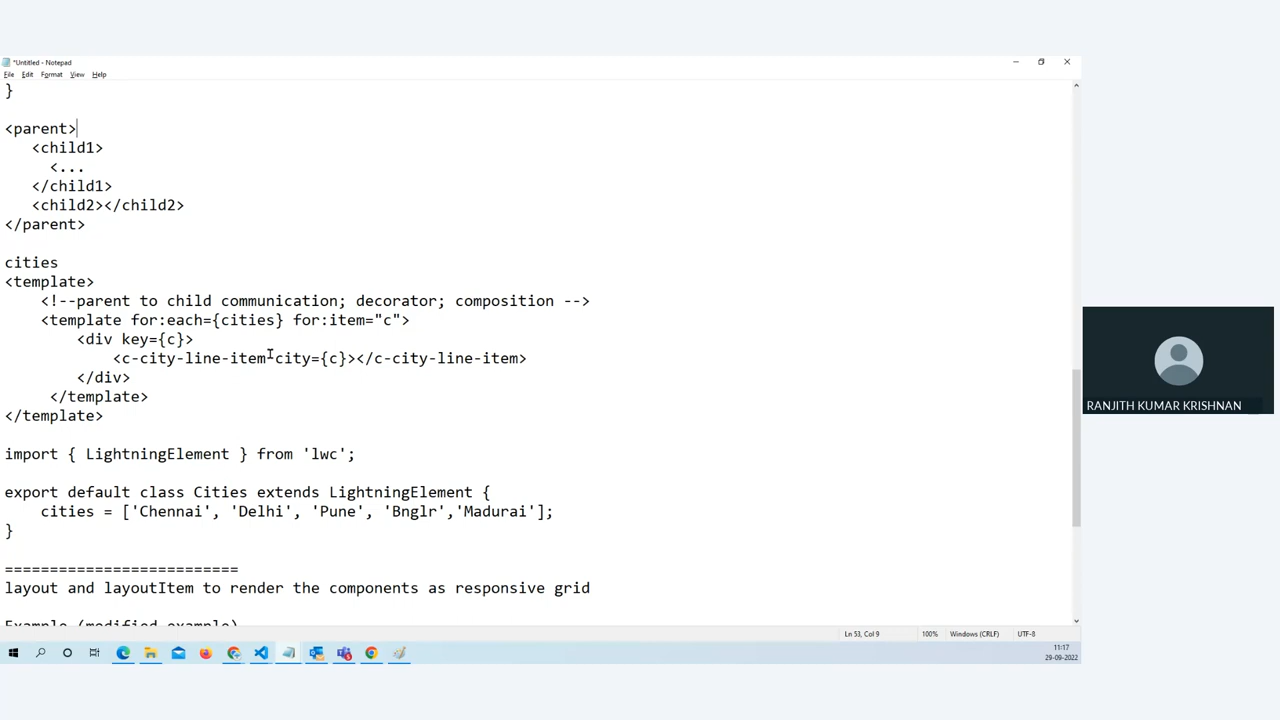 *Untitled - Notepad
File Edit Format View Help
}
<parent>
<child1>
<...
</child1>
<child2></child2>
</parent>
cities
<template>
<!--parent to child communication; decorator; composition -->
<template for:each={cities} for:item="c">
<div key={c}>
<c-city-line-item city={c}></c-city-line-item>
</div>
</template>
</template>
import { LightningElement } from 'lwc';
export default class Cities extends LightningElement {
cities = ['Chennai', 'Delhi', 'Pune', 'Bnglr','Madurai'];
}
==========================
layout and layoutItem to render the components as responsive grid
Example (modified example)
Ln 53, Col 9 100% Windows (CRLF) UTF-8
RANJITH KUMAR KRISHNAN
11:17
29-09-2022